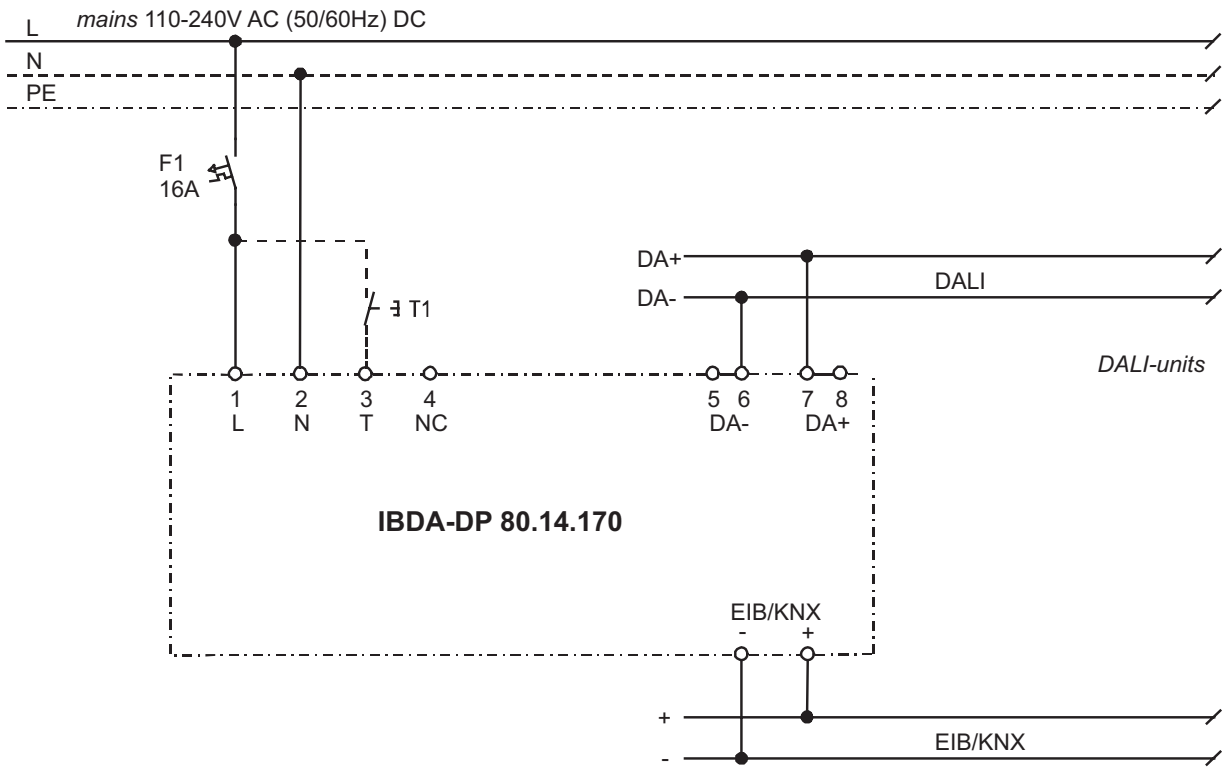 L mains 110-240V AC (50/60Hz) DC
N
PE
F1
16A
DA+
DALI
DA-
T1
DALI-units
1 2 3 4 5 6 7 8
L N T NC DA- DA+
IBDA-DP 80.14.170
EIB/KNX
- +
+
EIB/KNX
-